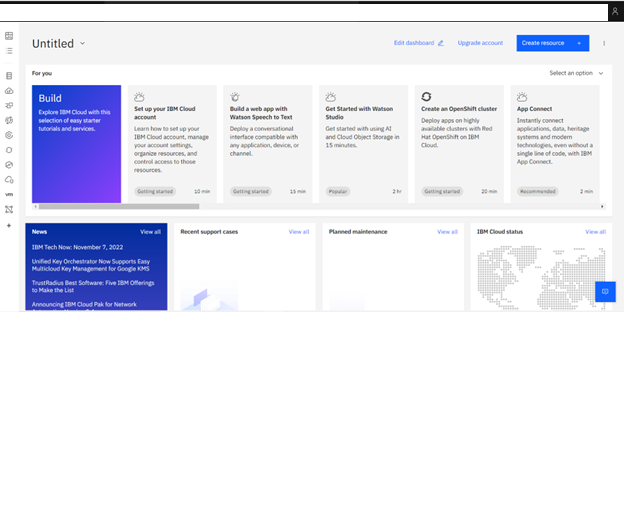 Untitled
Edit dashboard
Upgrade account
Create resource +
For you
Select an option
Build
Explore IBM Cloud with this
selection of easy starter
tutorials and services.
Set up your IBM Cloud
account
Learn how to set up your
IBM Cloud account, manage
your account settings,
organize resources, and
control access to those
resources.
Getting started
10 min
Build a web app with
Watson Speech to Text
Deploy a conversational
interface compatible with
any application, device, or
channel.
Getting started
15 min
Get Started with Watson
Studio
Get started with using AI
and Cloud Object Storage in
15 minutes.
Popular
2 hr
Create an OpenShift cluster
Deploy apps on highly
available clusters with Red
Hat OpenShift on IBM
Cloud.
Getting started
20 min
App Connect
Instantly connect
applications, data, heritage
systems and modern
technologies, even without a
single line of code, with IBM
App Connect.
Recommended
2 min
News
View all
IBM Tech Now: November 7, 2022
Unified Key Orchestrator Now Supports Easy
Multicloud Key Management for Google KMS
TrustRadius Best Software: Five IBM Offerings
to Make the List
Announcing IBM Cloud Pak for Network
Recent support cases
View all
Planned maintenance
View all
IBM Cloud status
View all